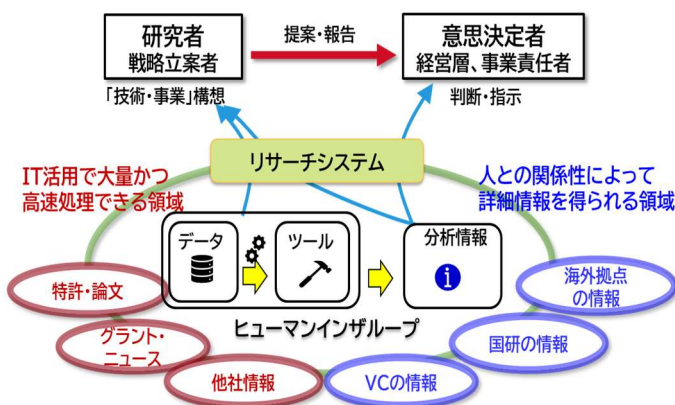 研究者
戦略立案者
提案・報告
意思決定者
経営層、事業責任者
「技術・事業」構想
判断・指示
リサーチシステム
IT活用で大量かつ
高速処理できる領域
人との関係性によって
詳細情報を得られる領域
データ
ツール
分析情報
i
ヒューマンインザループ
特許・論文
グラント・
ニュース
他社情報
VCの情報
国研の情報
海外拠点
の情報